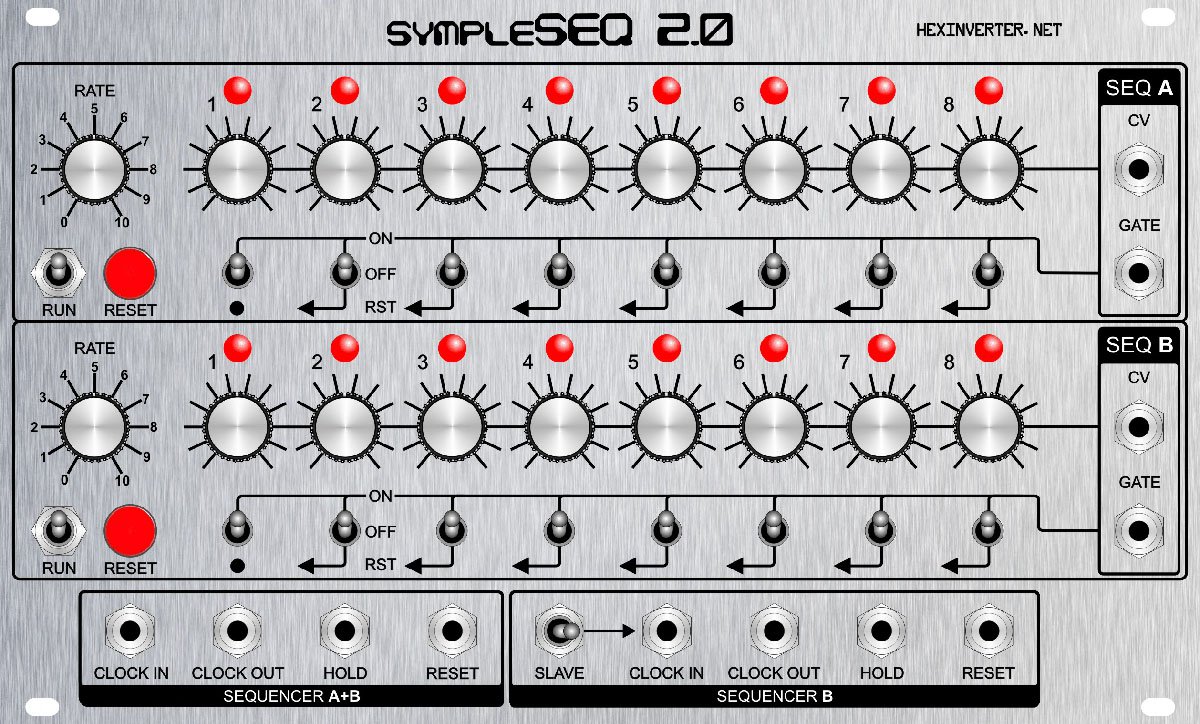 SYMPLESEQ 2.0
HEXINVERTER.NET
RATE
0 1 2 3 4 5 6 7 8 9 10
1 2 3 4 5 6 7 8
SEQ A
CV
GATE
ON
OFF
RST
RUN RESET
RATE
0 1 2 3 4 5 6 7 8 9 10
1 2 3 4 5 6 7 8
SEQ B
CV
GATE
ON
OFF
RST
RUN RESET
CLOCK IN CLOCK OUT HOLD RESET
SEQUENCER A+B
SLAVE CLOCK IN CLOCK OUT HOLD RESET
SEQUENCER B